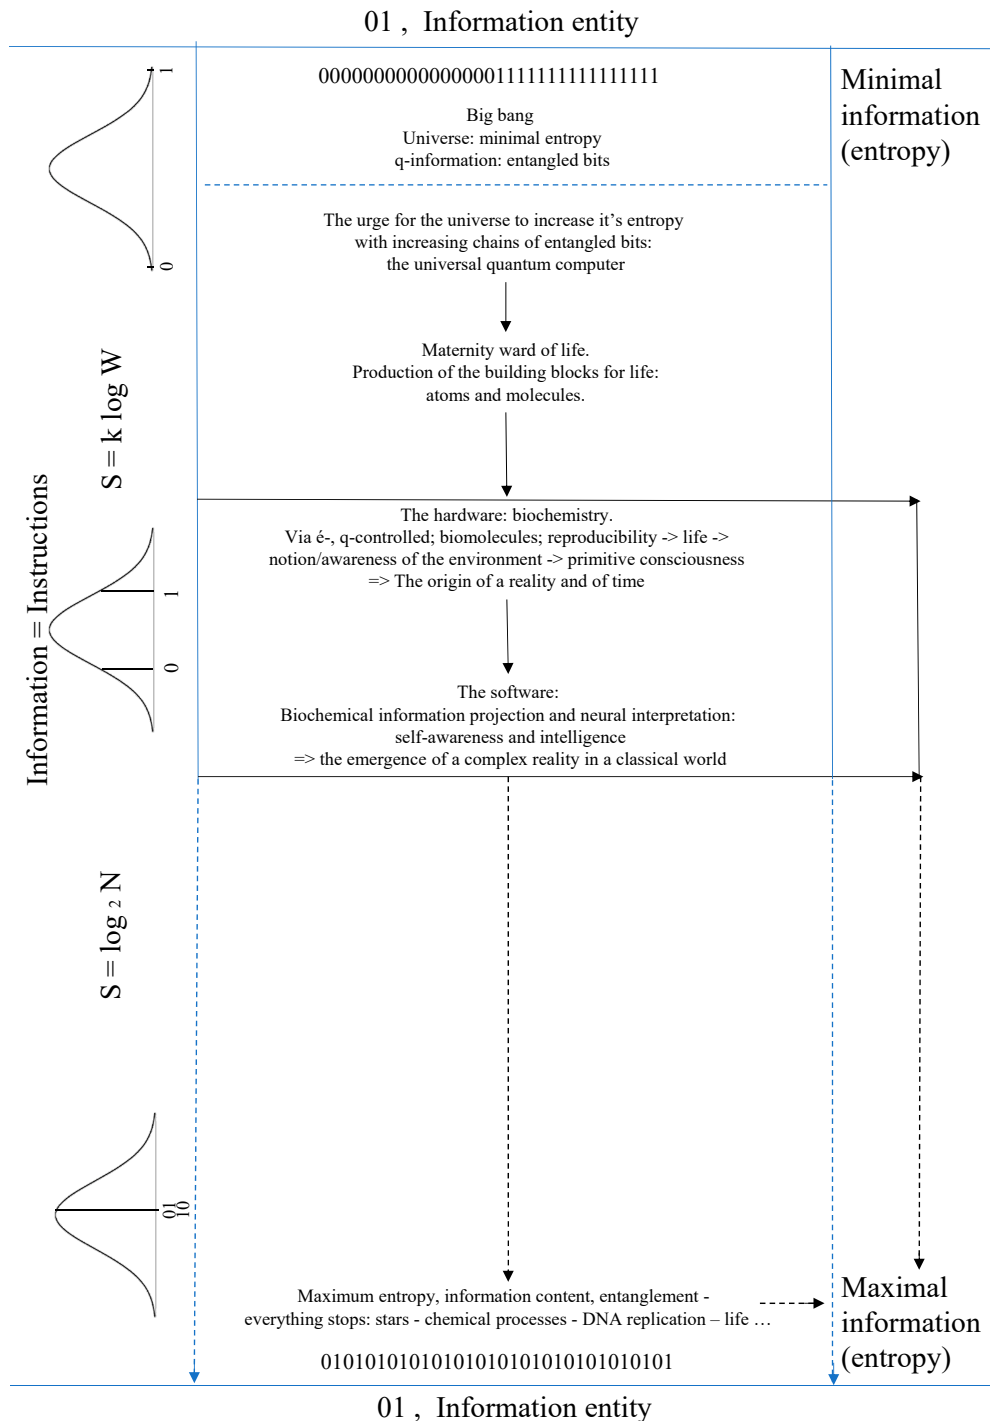 01 , Information entity
00000000000000001111111111111111
Big bang
Universe: minimal entropy
q-information: entangled bits
Minimal
information
(entropy)
1
0
The urge for the universe to increase it's entropy
with increasing chains of entangled bits:
the universal quantum computer
Maternity ward of life.
Production of the building blocks for life:
atoms and molecules.
S = k log W
Information = Instructions
The hardware: biochemistry.
Via é-, q-controlled; biomolecules; reproducibility -> life ->
notion/awareness of the environment -> primitive consciousness
=> The origin of a reality and of time
1
0
The software:
Biochemical information projection and neural interpretation:
self-awareness and intelligence
=> the emergence of a complex reality in a classical world
S = log 2 N
01
10
Maximum entropy, information content, entanglement -
everything stops: stars - chemical processes - DNA replication – life …
Maximal
information
(entropy)
01010101010101010101010101010101
01 , Information entity